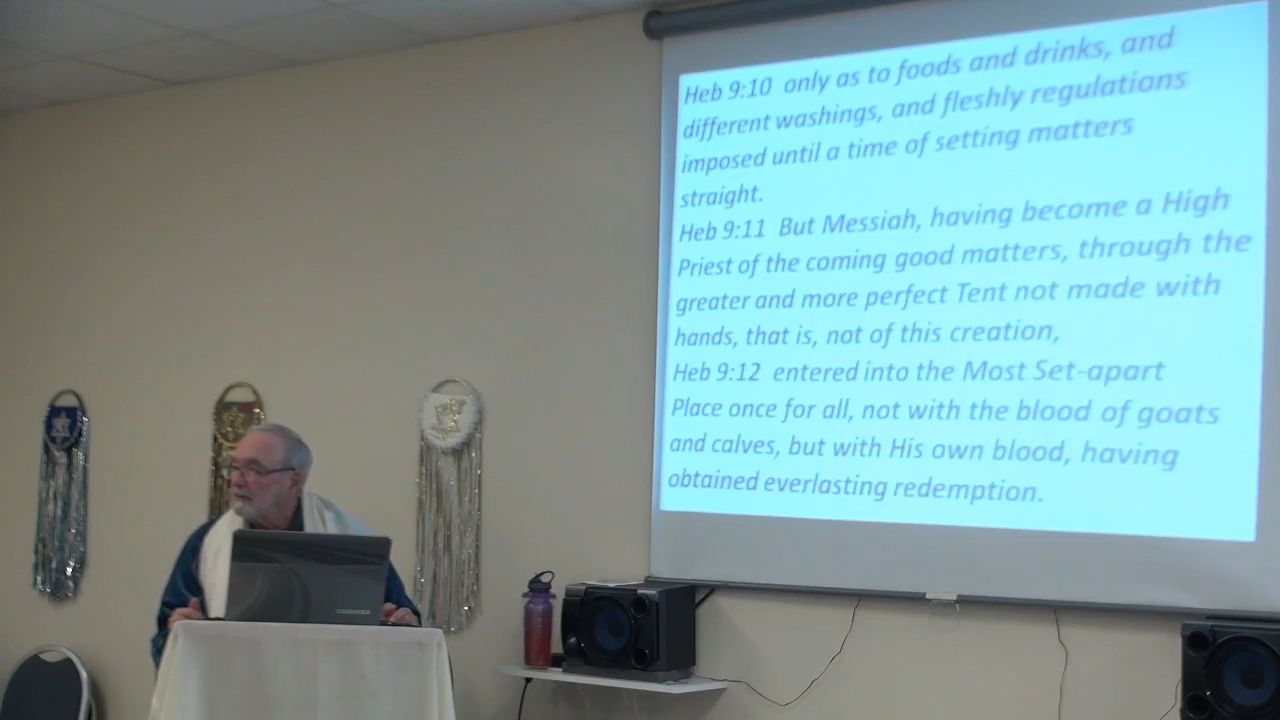 Heb 9:10 only as to foods and drinks, and
different washings, and fleshly regulations
imposed until a time of setting matters
straight.
Heb 9:11 But Messiah, having become a High
Priest of the coming good matters, through the
greater and more perfect Tent not made with
hands, that is, not of this creation,
Heb 9:12 entered into the Most Set-apart
Place once for all, not with the blood of goats
and calves, but with His own blood, having
obtained everlasting redemption.
TOSHIBA